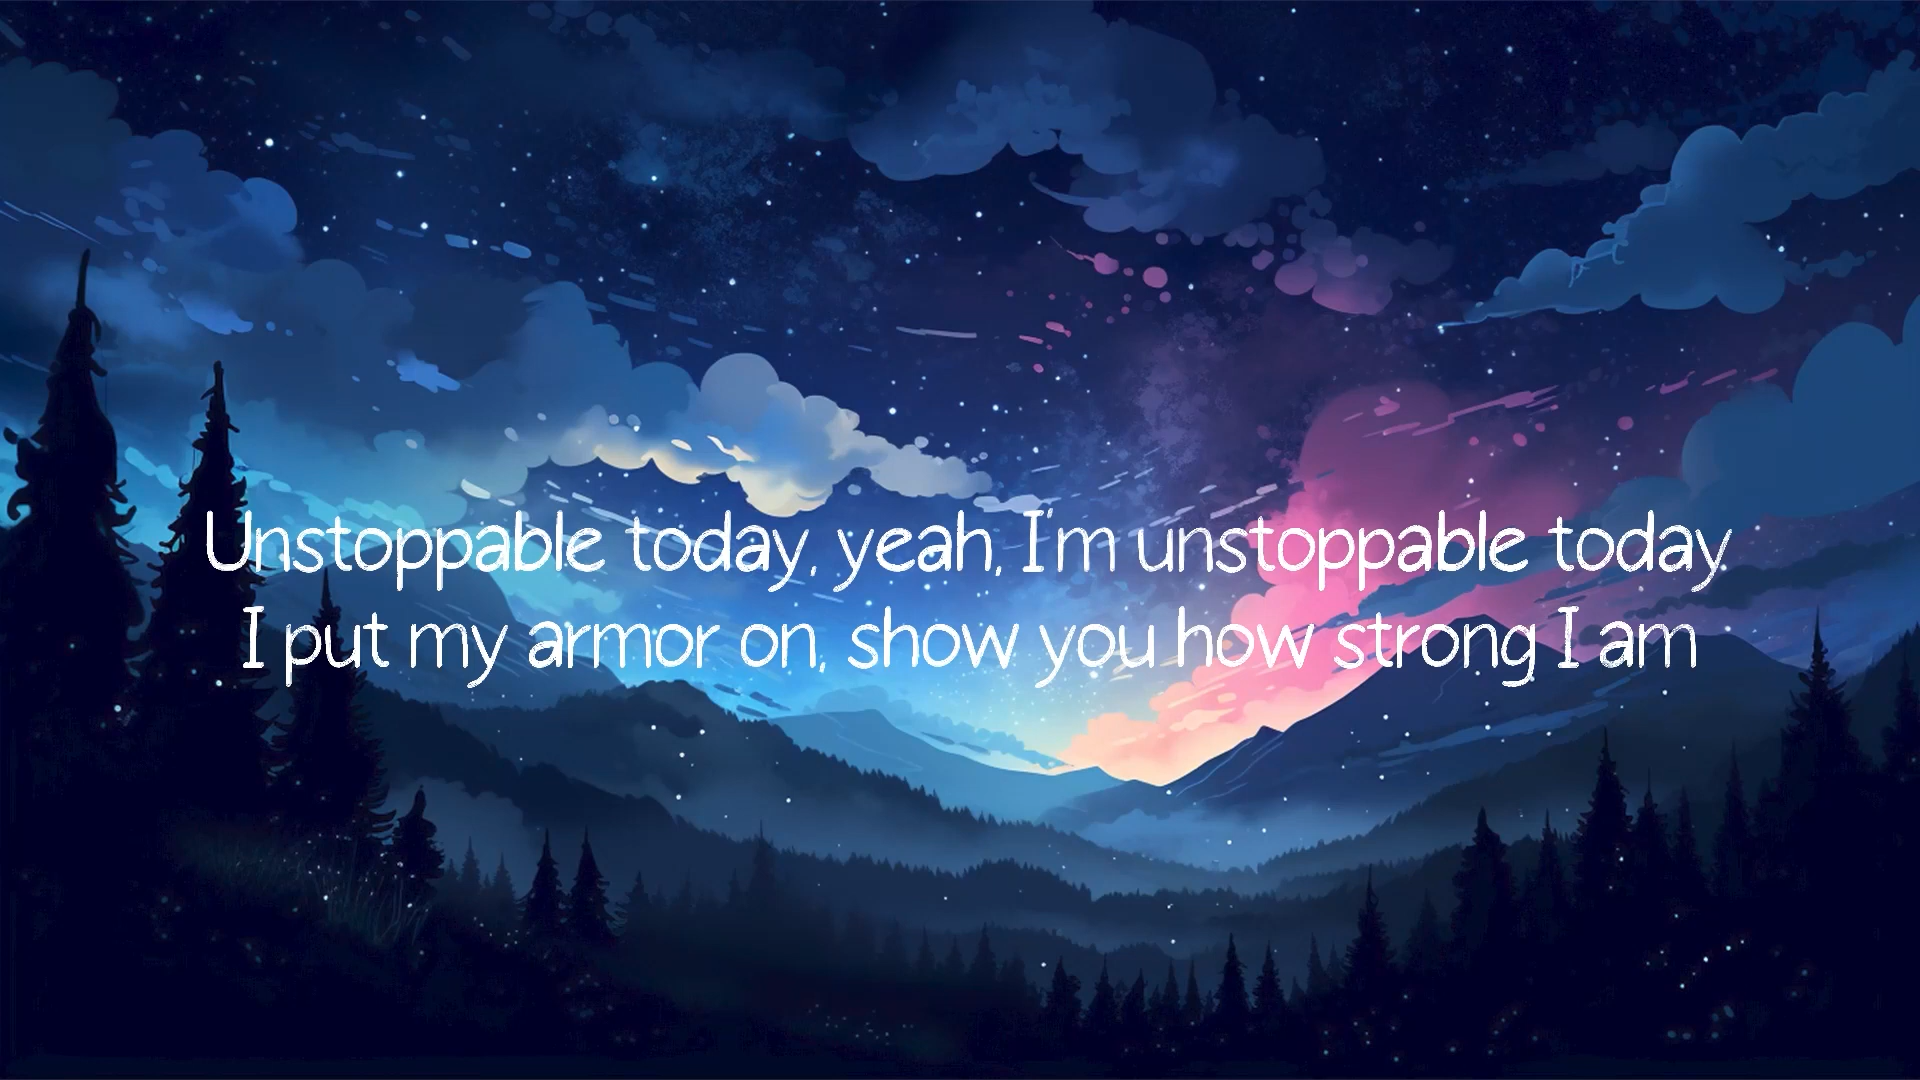 Unstoppable today, yeah, I'm unstoppable today
I put my armor on, show you how strong I am